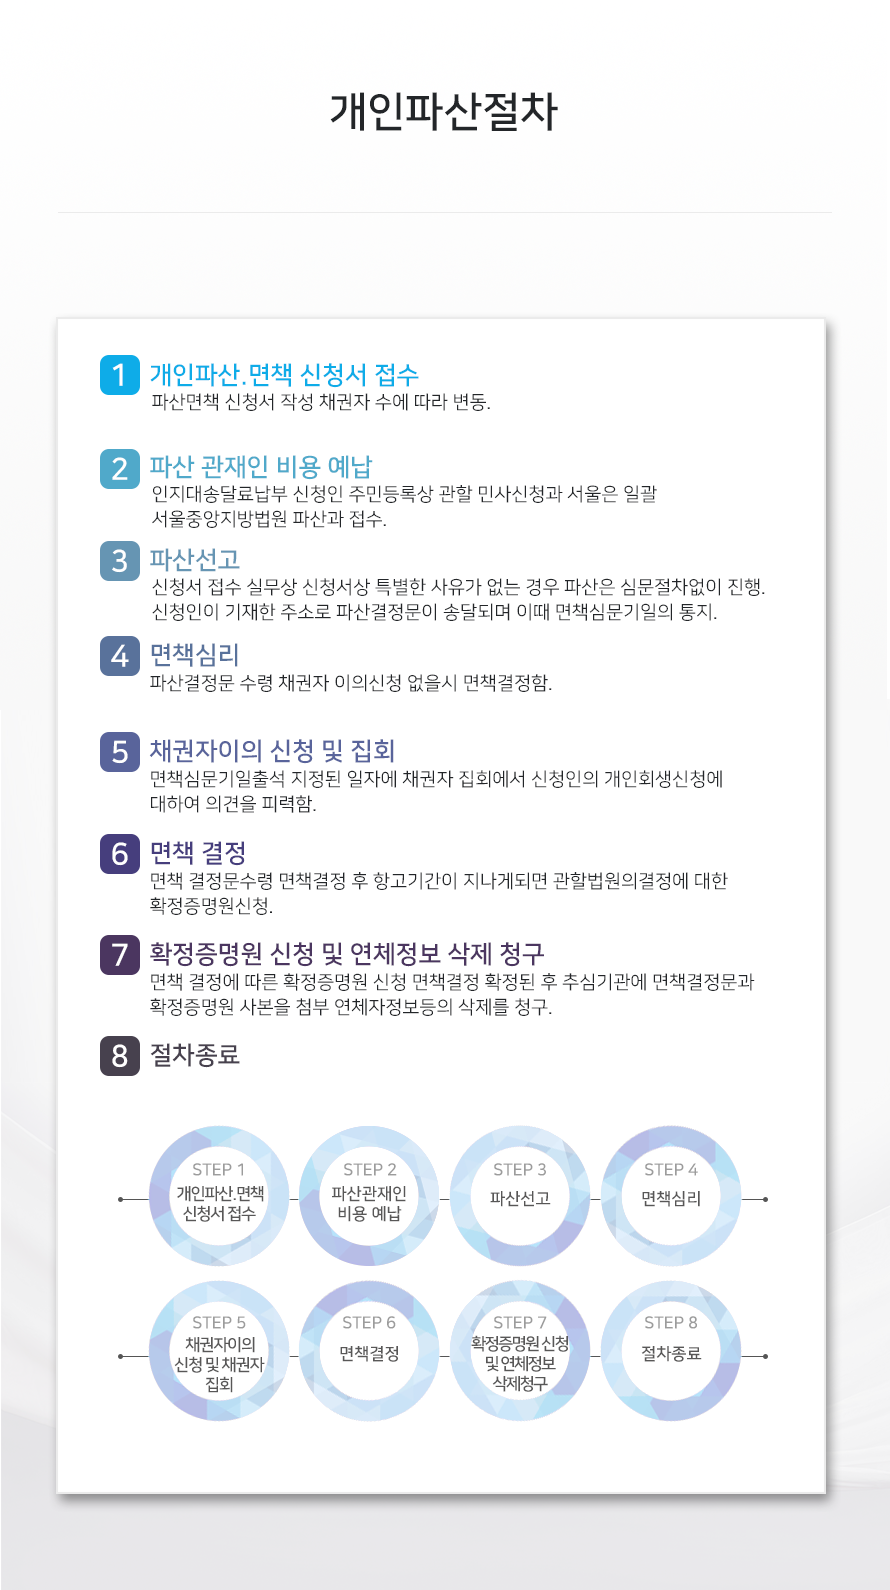 개인파산절차
1 개인파산.면책 신청서 접수
파산면책 신청서 작성 채권자 수에 따라 변동.
2 파산 관재인 비용 예납
인지대송달료납부 신청인 주민등록상 관할 민사신청과 서울은 일괄
서울중앙지방법원 파산과 접수.
3 파산선고
신청서 접수 실무상 신청서상 특별한 사유가 없는 경우 파산은 심문절차없이 진행.
신청인이 기재한 주소로 파산결정문이 송달되며 이때 면책심문기일의 통지.
4 면책심리
파산결정문 수령 채권자 이의신청 없을시 면책결정함.
5 채권자이의 신청 및 집회
면책심문기일출석 지정된 일자에 채권자 집회에서 신청인의 개인회생신청에
대하여 의견을 피력함.
6 면책 결정
면책 결정문수령 면책결정 후 항고기간이 지나게되면 관할법원의결정에 대한
확정증명원신청.
7 확정증명원 신청 및 연체정보 삭제 청구
면책 결정에 따른 확정증명원 신청 면책결정 확정된 후 추심기관에 면책결정문과
확정증명원 사본을 첨부 연체자정보등의 삭제를 청구.
8 절차종료
STEP 1
개인파산.면책
신청서 접수
STEP 2
파산관재인
비용 예납
STEP 3
파산선고
STEP 4
면책심리
STEP 5
채권자이의
신청 및 채권자
집회
STEP 6
면책결정
STEP 7
확정증명원 신청
및 연체정보
삭제청구
STEP 8
절차종료